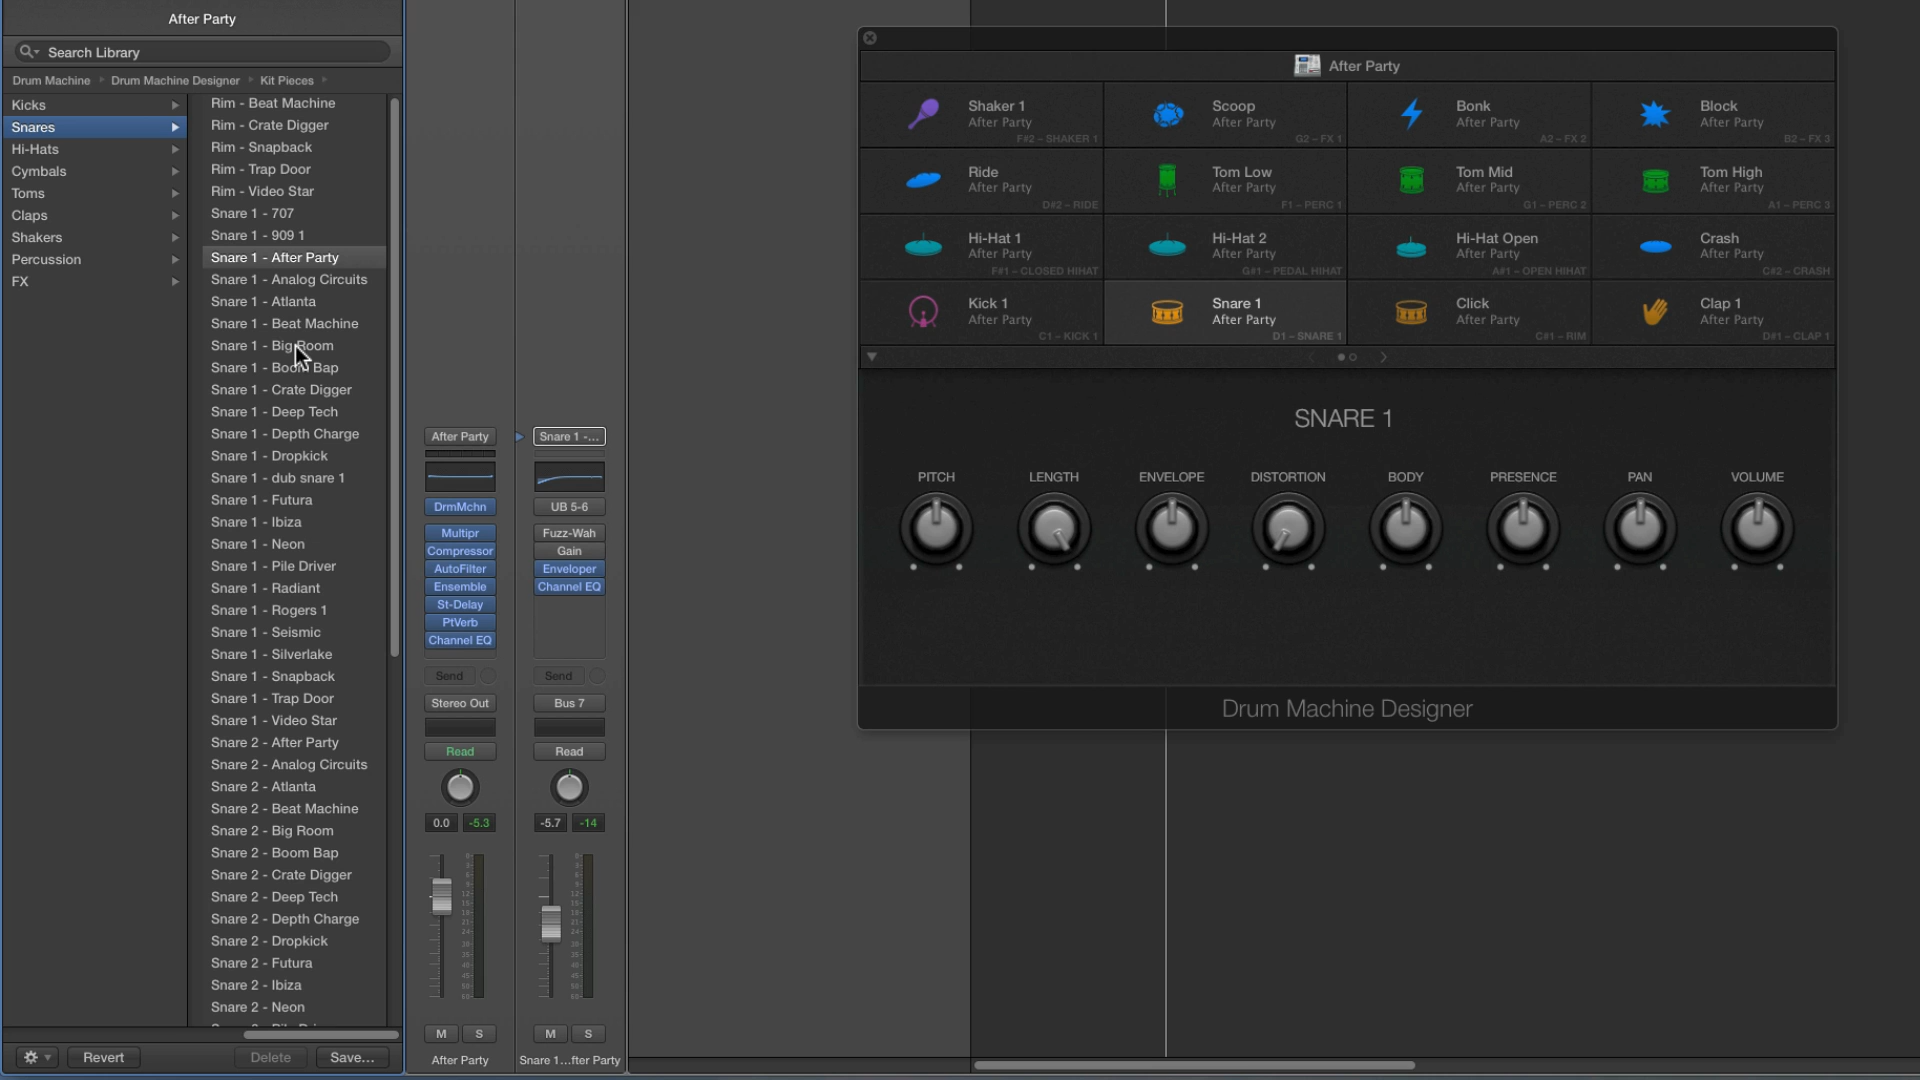 After Party
Search Library
Drum Machine
Drum Machine Designer
Kit Pieces
Kicks
Snares
Hi-Hats
Cymbals
Toms
Claps
Shakers
Percussion
FX
Rim - Beat Machine
Rim - Crate Digger
Rim - Snapback
Rim - Trap Door
Rim - Video Star
Snare 1 - 707
Snare 1 - 909 1
Snare 1 - After Party
Snare 1 - Analog Circuits
Snare 1 - Atlanta
Snare 1 - Beat Machine
Snare 1 - Big Room
Snare 1 - Boom Bap
Snare 1 - Crate Digger
Snare 1 - Deep Tech
Snare 1 - Depth Charge
Snare 1 - Dropkick
Snare 1 - dub snare 1
Snare 1 - Futura
Snare 1 - Ibiza
Snare 1 - Neon
Snare 1 - Pile Driver
Snare 1 - Radiant
Snare 1 - Rogers 1
Snare 1 - Seismic
Snare 1 - Silverlake
Snare 1 - Snapback
Snare 1 - Trap Door
Snare 1 - Video Star
Snare 2 - After Party
Snare 2 - Analog Circuits
Snare 2 - Atlanta
Snare 2 - Beat Machine
Snare 2 - Big Room
Snare 2 - Boom Bap
Snare 2 - Crate Digger
Snare 2 - Deep Tech
Snare 2 - Depth Charge
Snare 2 - Dropkick
Snare 2 - Futura
Snare 2 - Ibiza
Snare 2 - Neon
Revert
Delete
Save...
After Party
DrmMchn
Multipr
Compressor
AutoFilter
Ensemble
St-Delay
PtVerb
Channel EQ
Send
Stereo Out
Read
0.0 -5.3
M S
After Party
Snare 1 -...
UB 5-6
Fuzz-Wah
Gain
Enveloper
Channel EQ
Send
Bus 7
Read
-5.7 -14
M S
Snare 1...fter Party
After Party
Shaker 1
After Party
F#2 – SHAKER 1
Scoop
After Party
G2 – FX 1
Bonk
After Party
A2 – FX 2
Block
After Party
B2 – FX 3
Ride
After Party
D#2 – RIDE
Tom Low
After Party
F1 – PERC 1
Tom Mid
After Party
G1 – PERC 2
Tom High
After Party
A1 – PERC 3
Hi-Hat 1
After Party
F#1 – CLOSED HIHAT
Hi-Hat 2
After Party
G#1 – PEDAL HIHAT
Hi-Hat Open
After Party
A#1 – OPEN HIHAT
Crash
After Party
C#2 – CRASH
Kick 1
After Party
C1 – KICK 1
Snare 1
After Party
D1 – SNARE 1
Click
After Party
C#1 – RIM
Clap 1
After Party
D#1 – CLAP 1
SNARE 1
PITCH
LENGTH
ENVELOPE
DISTORTION
BODY
PRESENCE
PAN
VOLUME
Drum Machine Designer